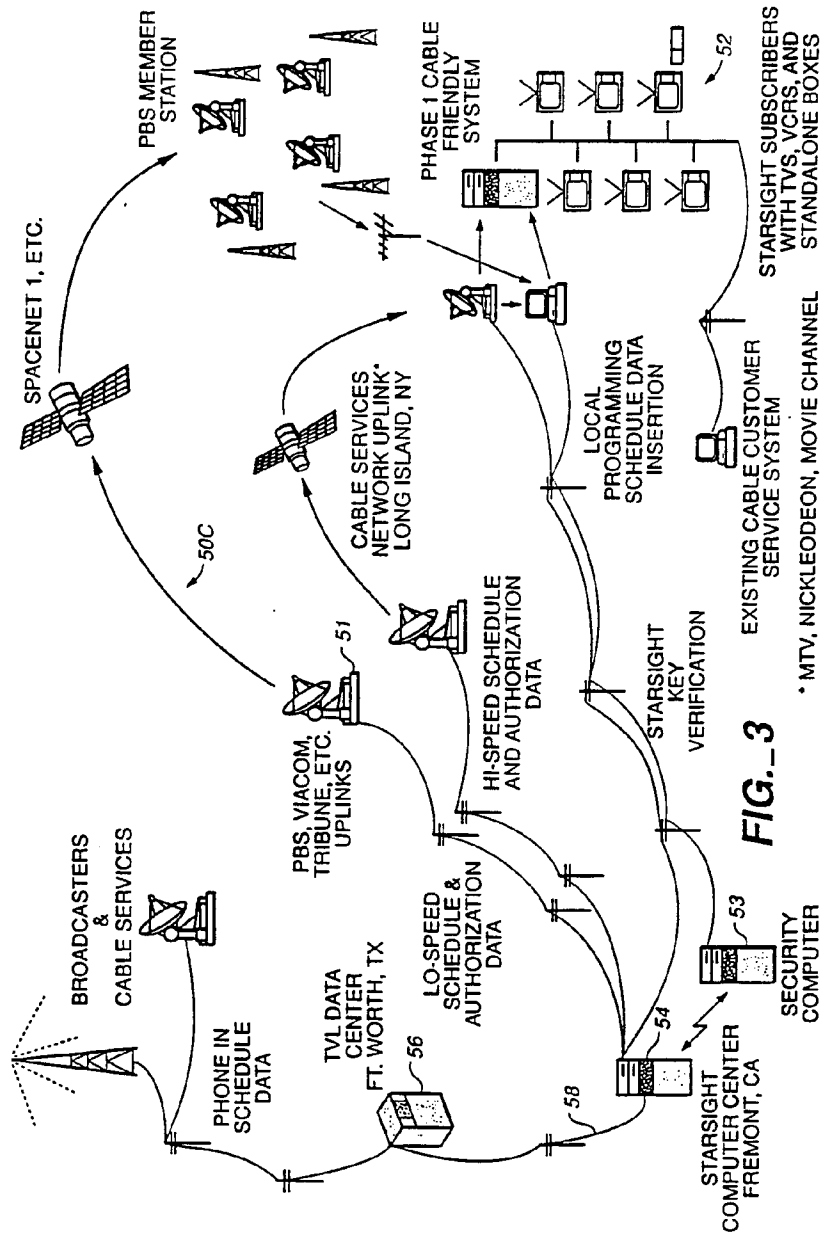 BROADCASTERS
&
CABLE SERVICES
PHONE IN
SCHEDULE
DATA
TVL DATA
CENTER
FT. WORTH, TX
56
58
54
STARSIGHT
COMPUTER CENTER
FREMONT, CA
53
SECURITY
COMPUTER
LO-SPEED
SCHEDULE &
AUTHORIZATION
DATA
PBS, VIACOM,
TRIBUNE, ETC.
UPLINKS
51
50C
HI-SPEED SCHEDULE
AND AUTHORIZATION
DATA
STARSIGHT
KEY
VERIFICATION
SPACENET 1, ETC.
CABLE SERVICES
NETWORK UPLINK*
LONG ISLAND, NY
LOCAL
PROGRAMMING
SCHEDULE DATA
INSERTION
EXISTING CABLE CUSTOMER
SERVICE SYSTEM
PBS MEMBER
STATION
PHASE 1 CABLE
FRIENDLY
SYSTEM
52
STARSIGHT SUBSCRIBERS
WITH TVS, VCRS, AND
STANDALONE BOXES
* MTV, NICKLEODEON, MOVIE CHANNEL
FIG._3